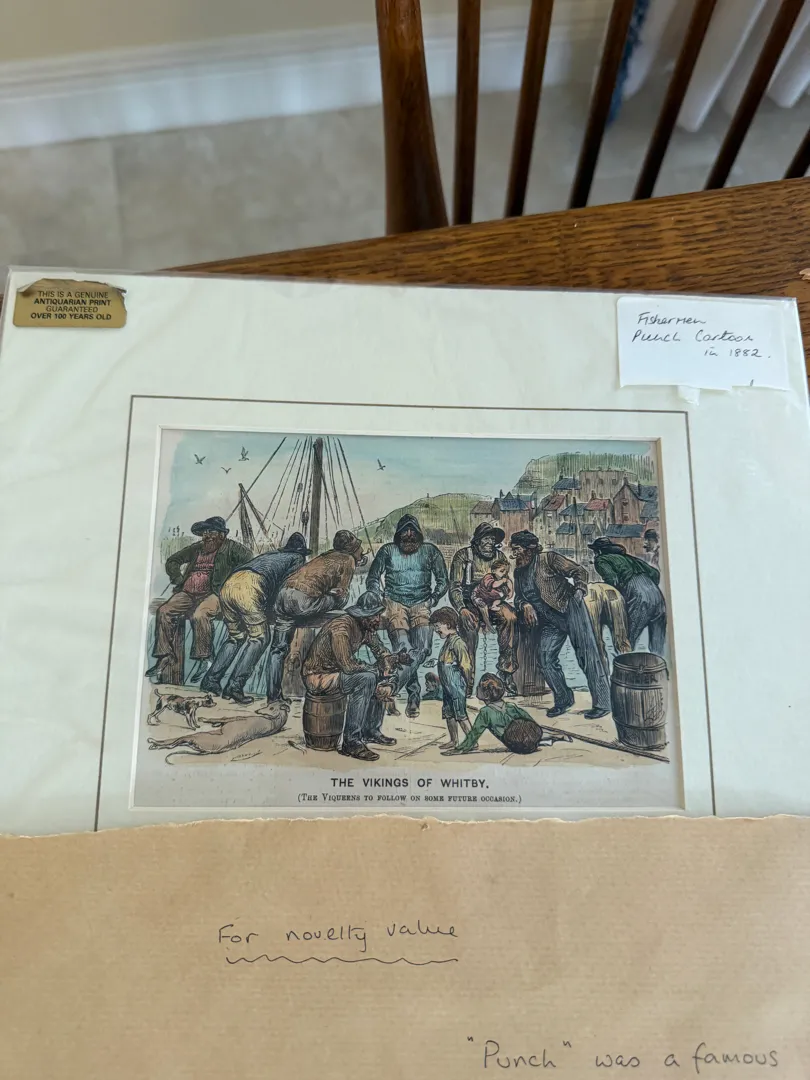 THIS IS A GENUINE
ANTIQUARIAN PRINT
GUARANTEED
OVER 100 YEARS OLD
Fishermen
Punch Cartoon
in 1882.
THE VIKINGS OF WHITBY.
(The Viqueens to follow on some future occasion.)
For novelty value
"Punch" was a famous